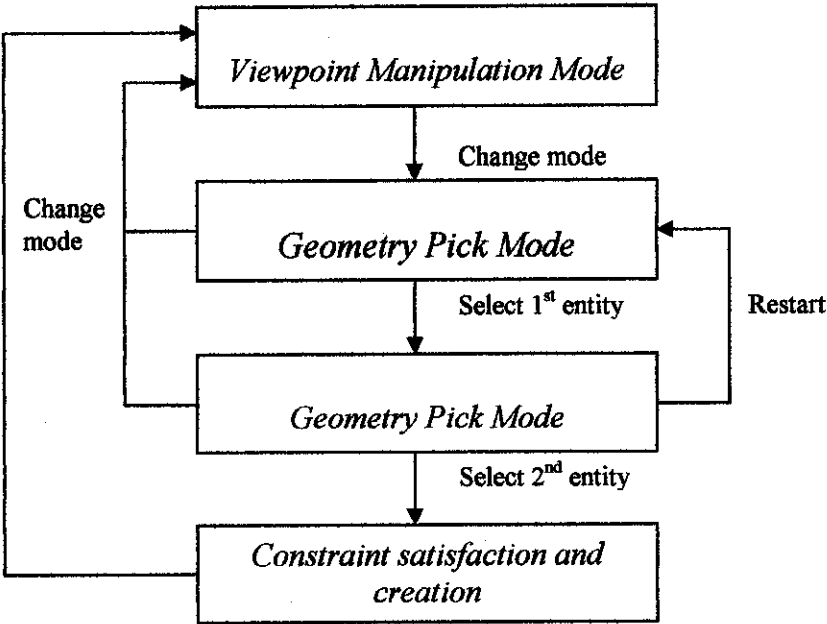 Viewpoint Manipulation Mode
Change mode
Change
mode
Geometry Pick Mode
Select 1st entity
Restart
Geometry Pick Mode
Select 2nd entity
Constraint satisfaction and
creation